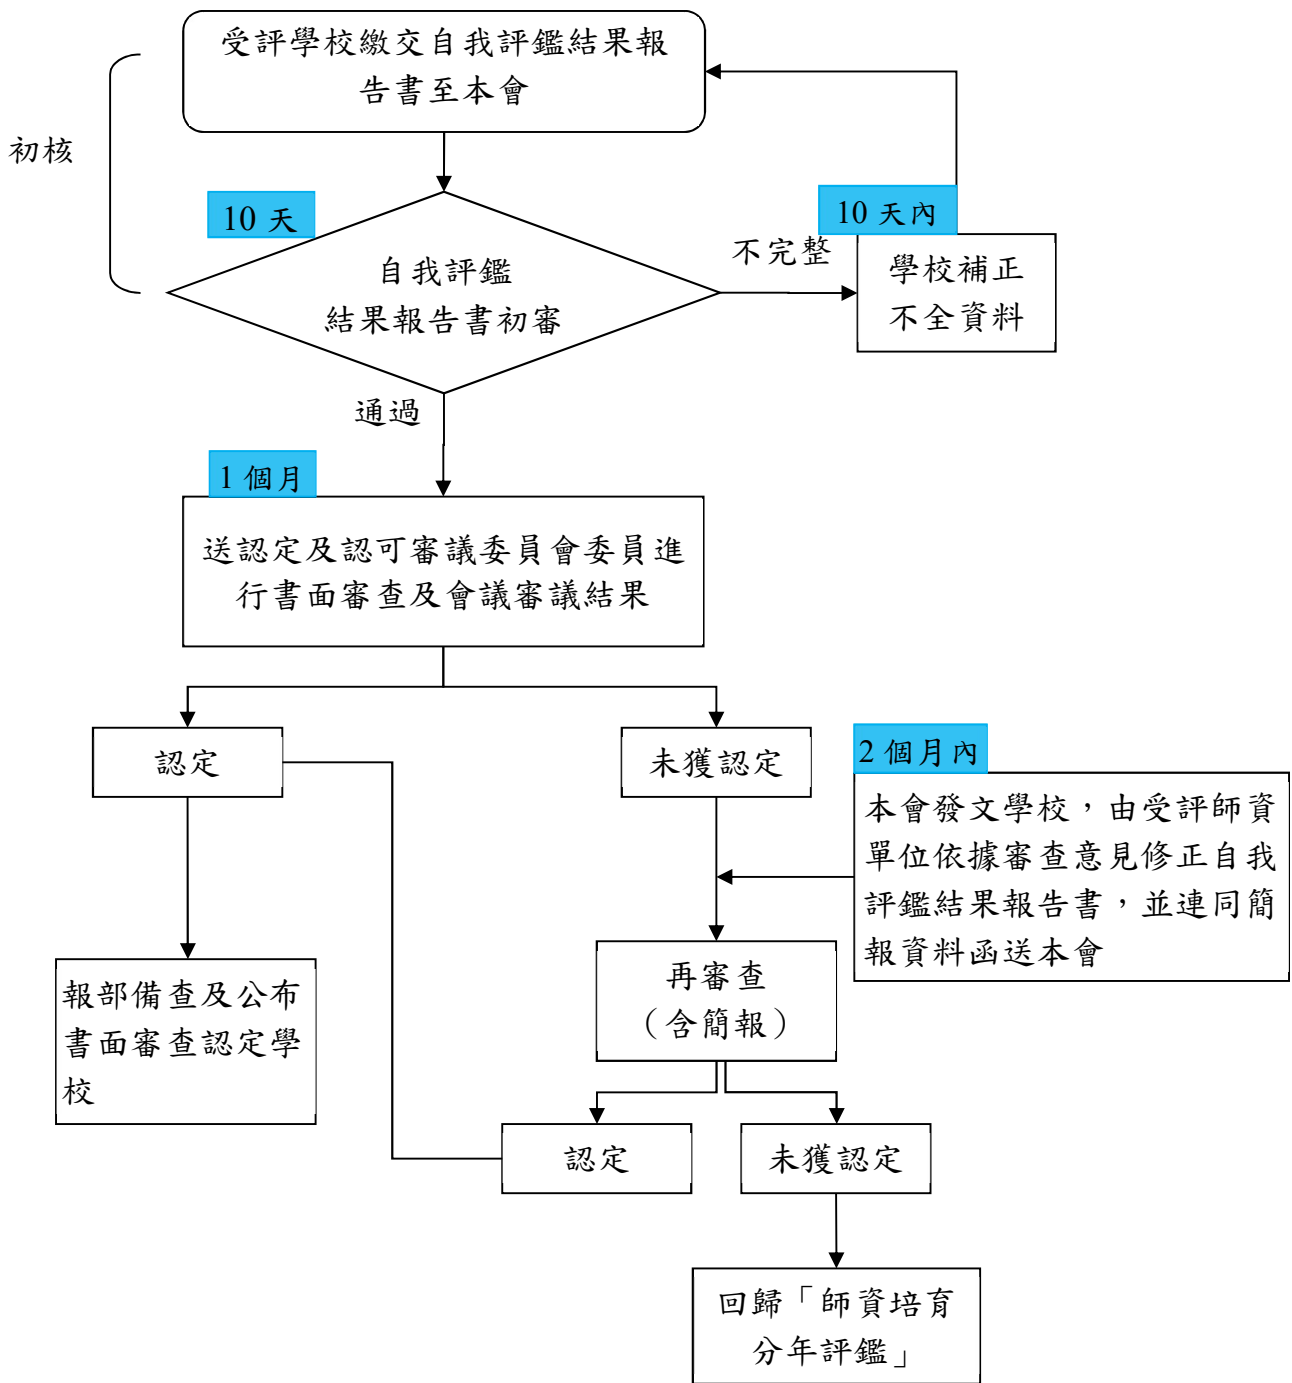 受評學校繳交自我評鑑結果報
告書至本會
初核
10 天
10 天內
自我評鑑
結果報告書初審
不完整
學校補正
不全資料
通過
1 個月
送認定及認可審議委員會委員進
行書面審查及會議審議結果
認定
未獲認定
2 個月內
本會發文學校，由受評師資
單位依據審查意見修正自我
評鑑結果報告書，並連同簡
報資料函送本會
報部備查及公布
書面審查認定學
校
再審查
（含簡報）
認定
未獲認定
回歸「師資培育
分年評鑑」